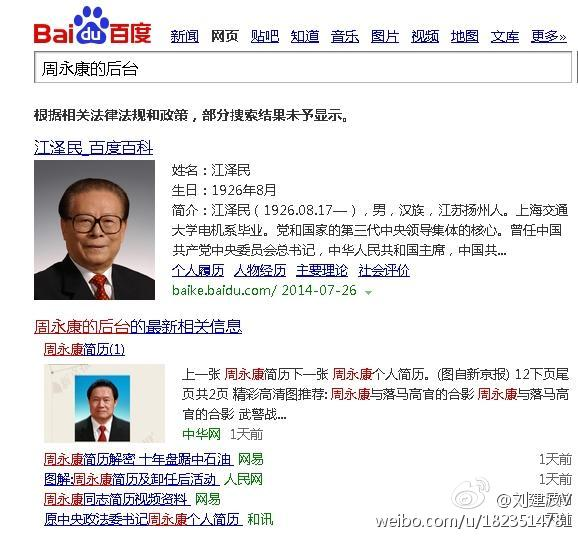 Bai du 百度 新闻 网页 贴吧 知道 音乐 图片 视频 地图 文库 更多»
周永康的后台
根据相关法律法规和政策，部分搜索结果未予显示。
江泽民_百度百科
姓名：江泽民
生日：1926年8月
简介：江泽民（1926.08.17—），男，汉族，江苏扬州人。上海交通
大学电机系毕业。党和国家的第三代中央领导集体的核心。曾任中国
共产党中央委员会总书记，中华人民共和国主席，中国共...
个人履历 人物经历 主要理论 社会评价
baike.baidu.com/ 2014-07-26
周永康的后台的最新相关信息
周永康简历(1)
上一张 周永康简历下一张 周永康个人简历。(图自新京报) 12下页尾
页共2页 精彩高清图推荐: 周永康与落马高官的合影 周永康与落马高
官的合影 武警战...
中华网 1天前
周永康简历解密 十年盘踞中石油 网易 1天前
图解:周永康简历及卸任后活动 人民网
周永康同志简历视频资料 网易
原中央政法委书记周永康个人简历 和讯
@刘建波M
weibo.com/u/1823514781